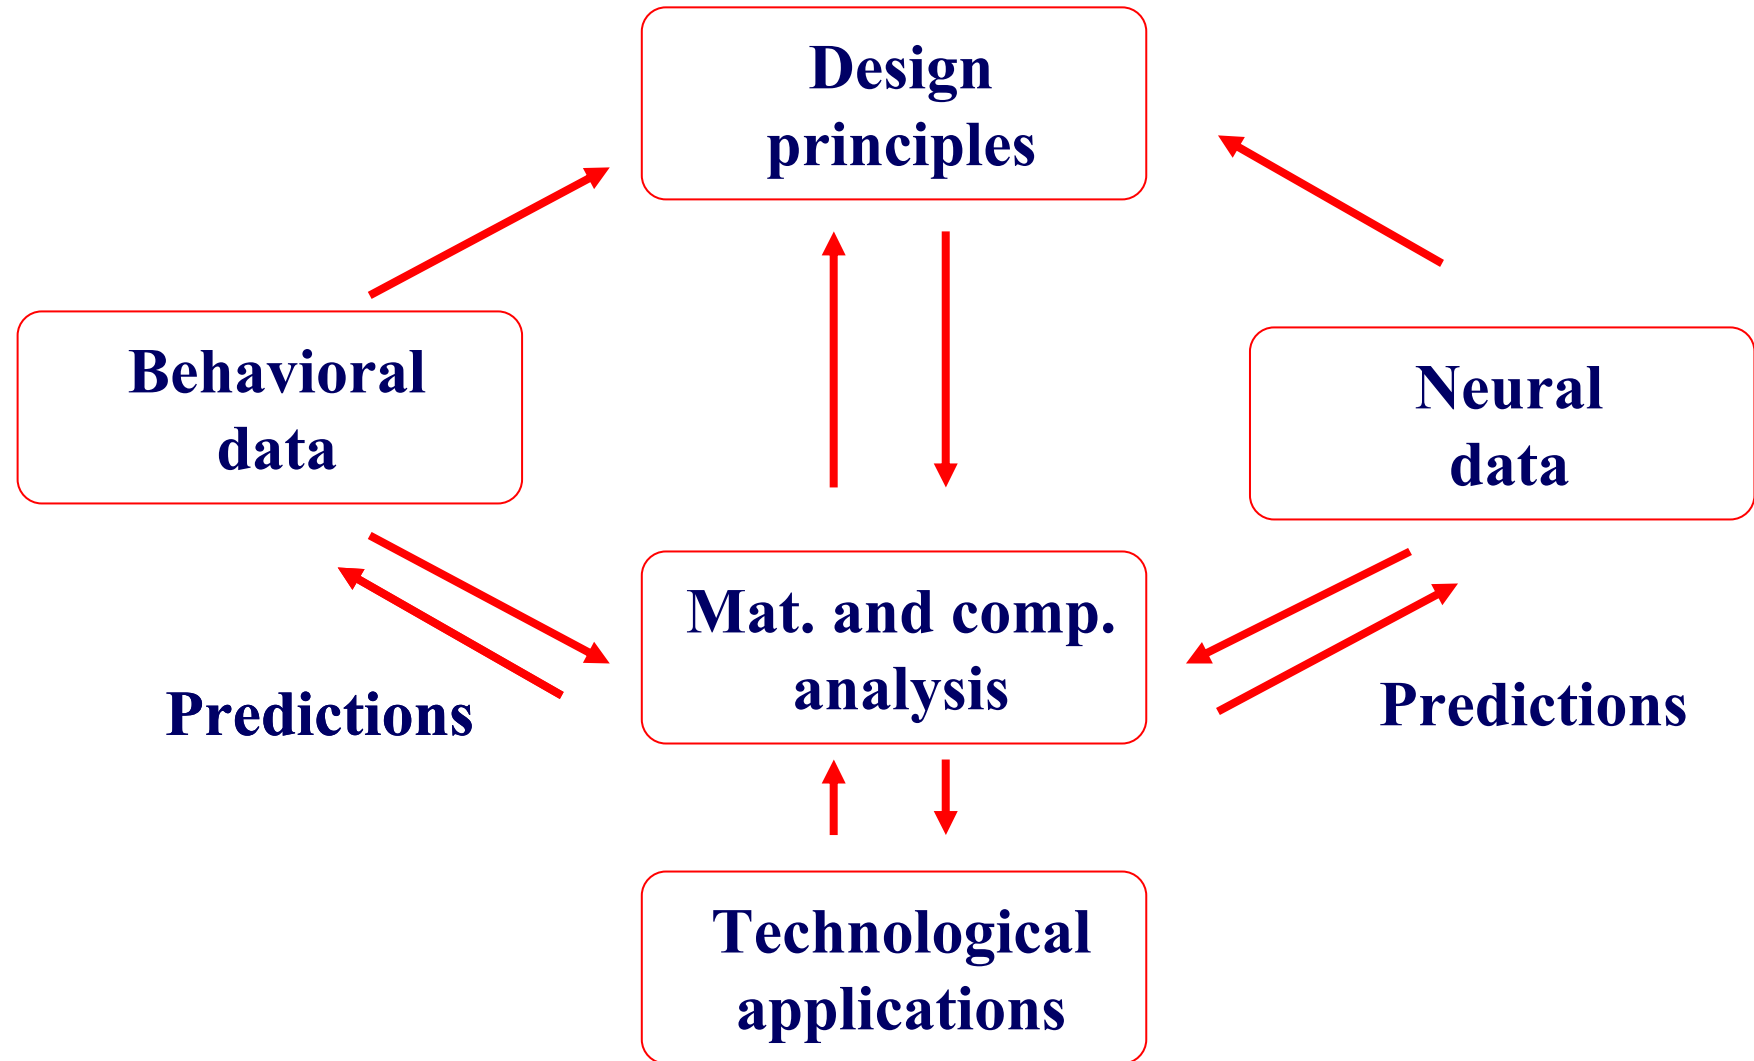 Design
principles
Behavioral
data
Neural
data
Mat. and comp.
analysis
Predictions
Predictions
Technological
applications